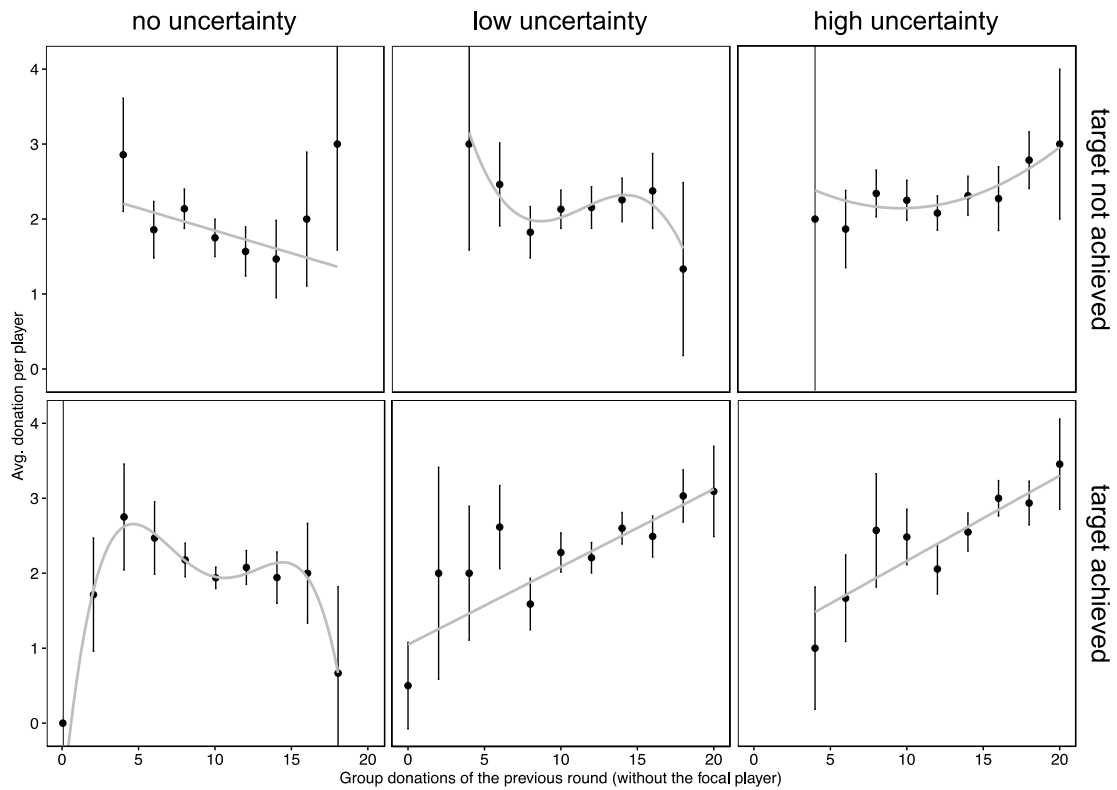 no uncertainty
low uncertainty
high uncertainty
4
3
2
1
0
target not achieved
Avg. donation per player
4
3
2
1
0
target achieved
0 5 10 15 20
0 5 10 15 20
0 5 10 15 20
Group donations of the previous round (without the focal player)